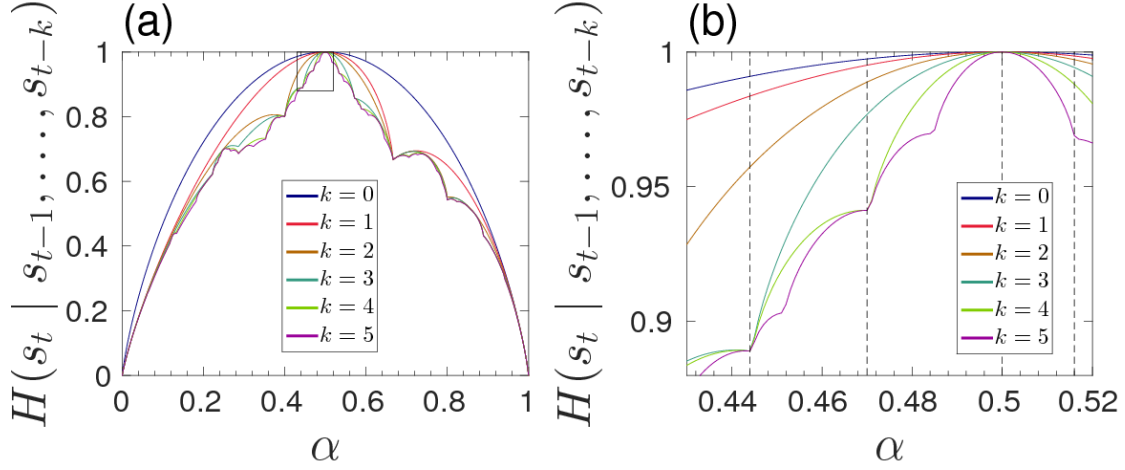 (a)
H(s_t | s_{t−1}, . . . , s_{t−k})
1
0.8
0.6
0.4
0.2
0
k = 0
k = 1
k = 2
k = 3
k = 4
k = 5
0 0.2 0.4 0.6 0.8 1
α
(b)
H(s_t | s_{t−1}, . . . , s_{t−k})
1
0.95
0.9
k = 0
k = 1
k = 2
k = 3
k = 4
k = 5
0.44 0.46 0.48 0.5 0.52
α